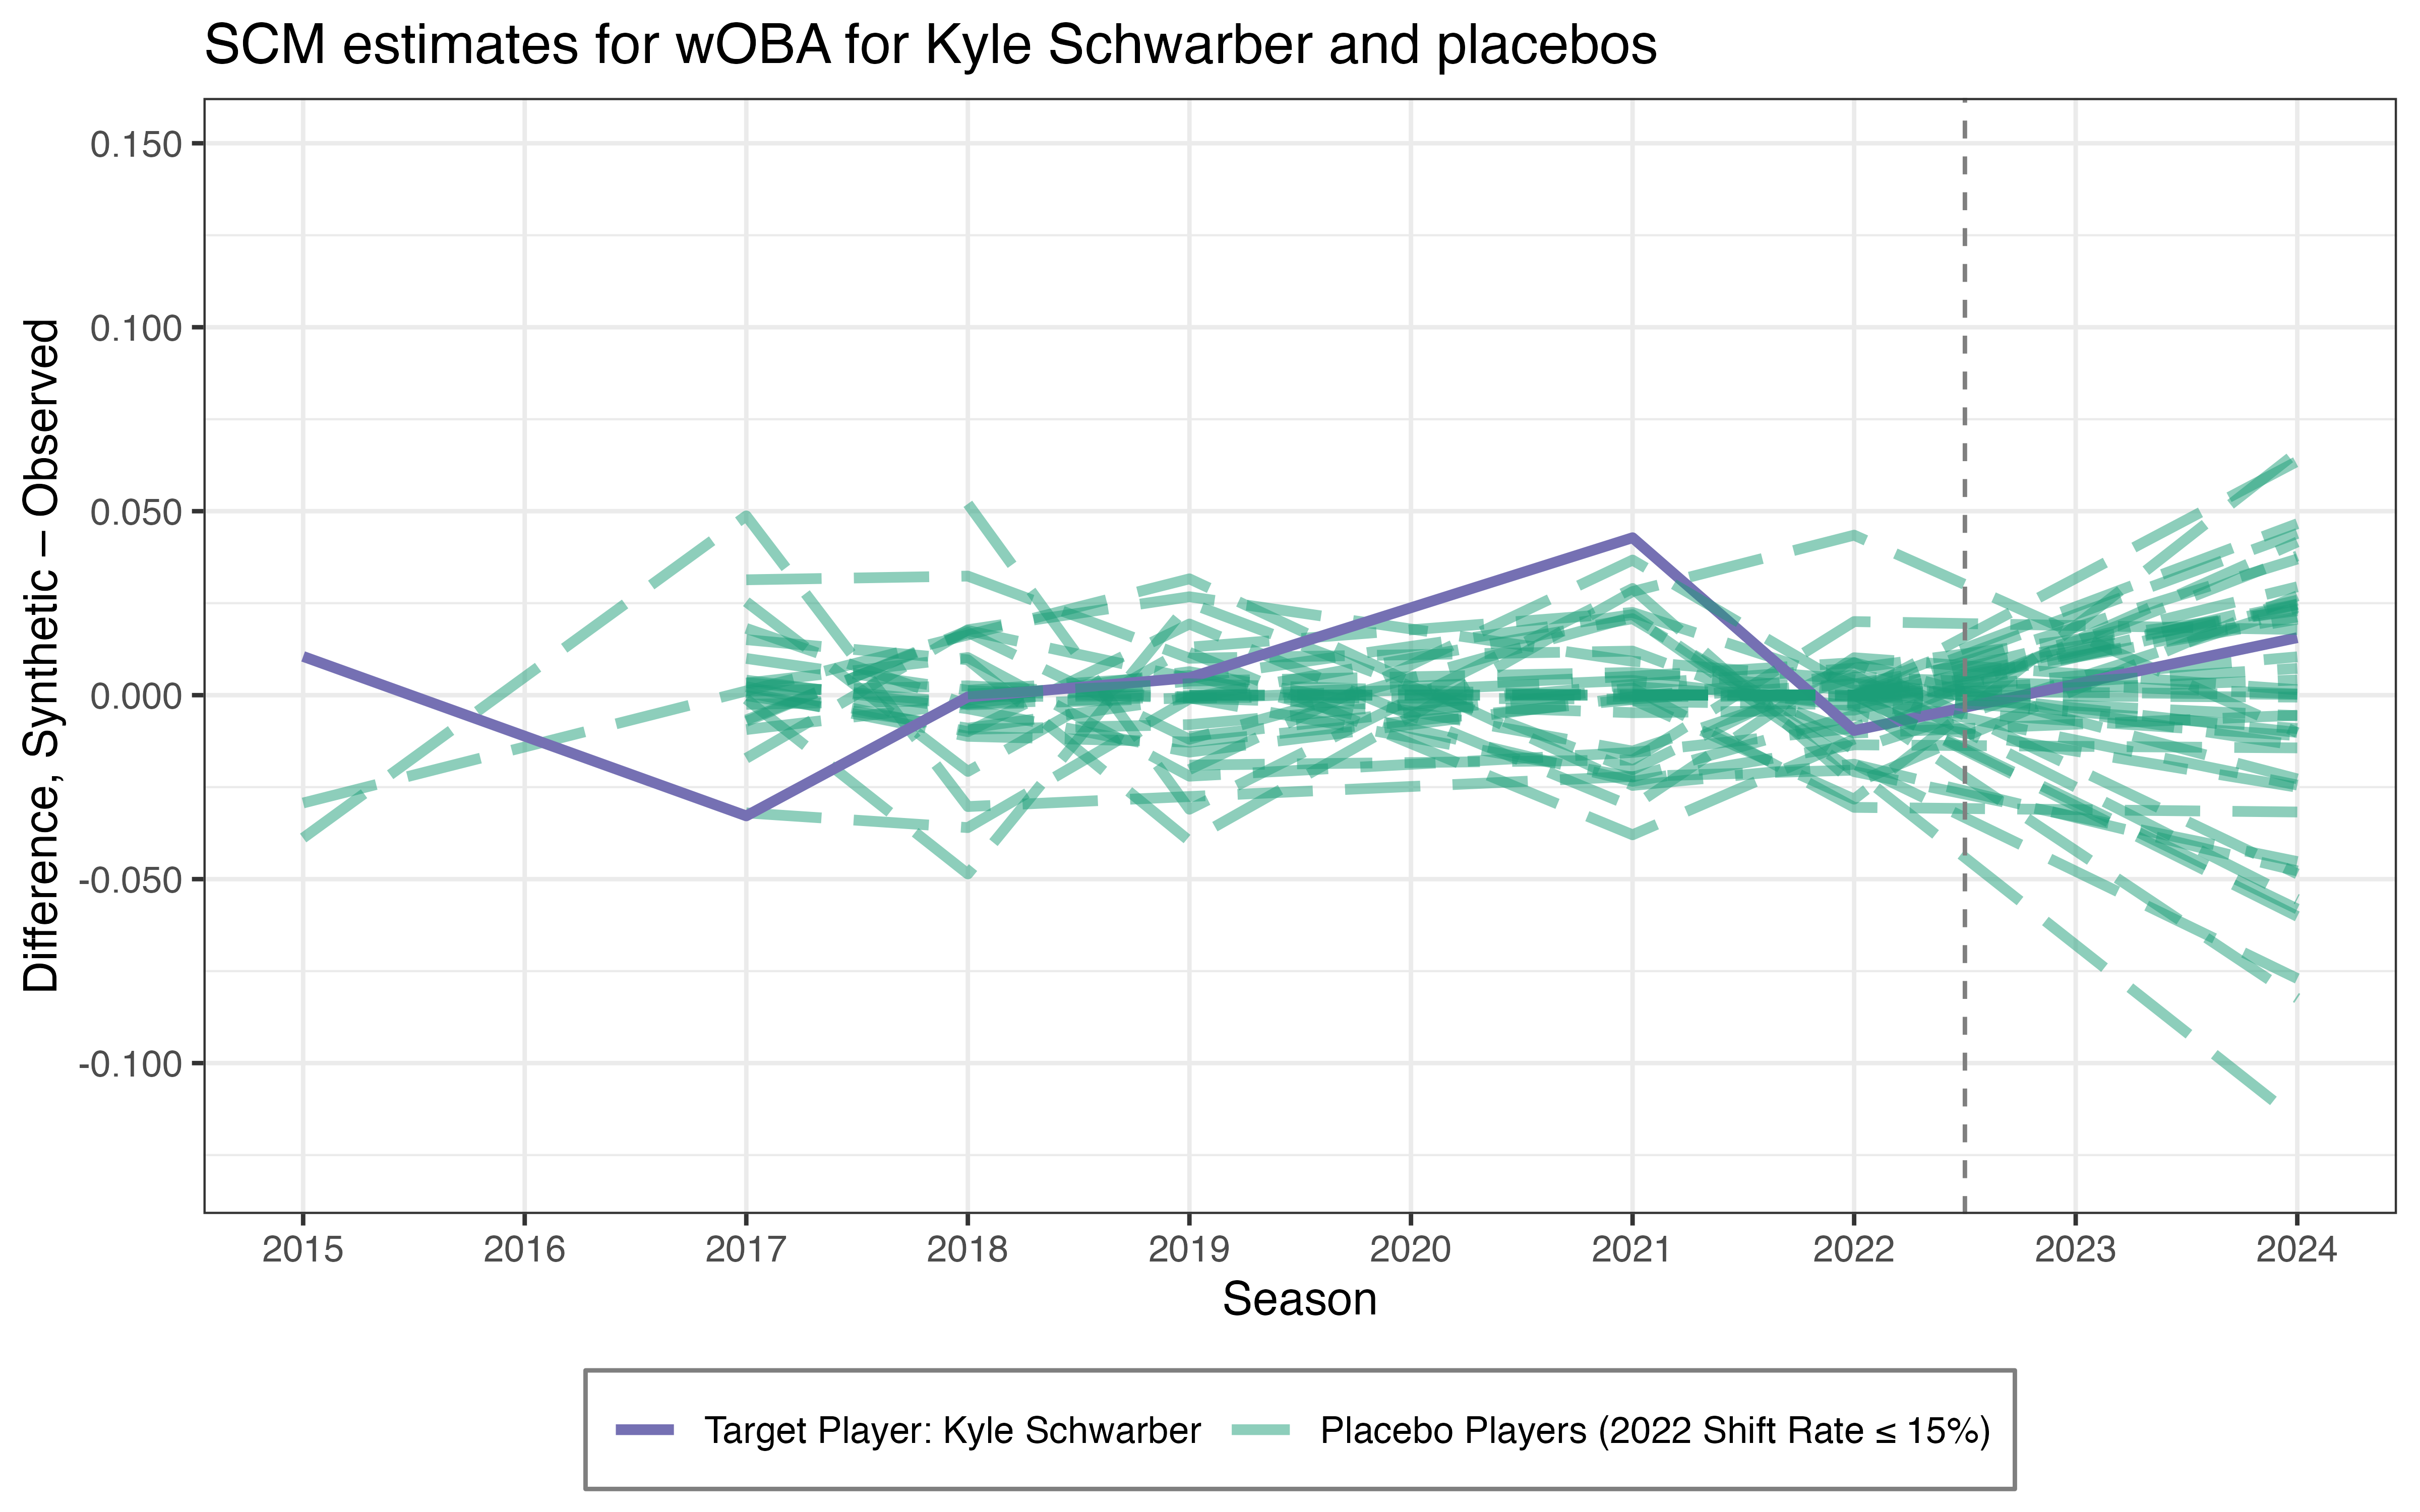 SCM estimates for wOBA for Kyle Schwarber and placebos
Difference, Synthetic − Observed
0.150
0.100
0.050
0.000
-0.050
-0.100
2015 2016 2017 2018 2019 2020 2021 2022 2023 2024
Season
Target Player: Kyle Schwarber Placebo Players (2022 Shift Rate ≤ 15%)